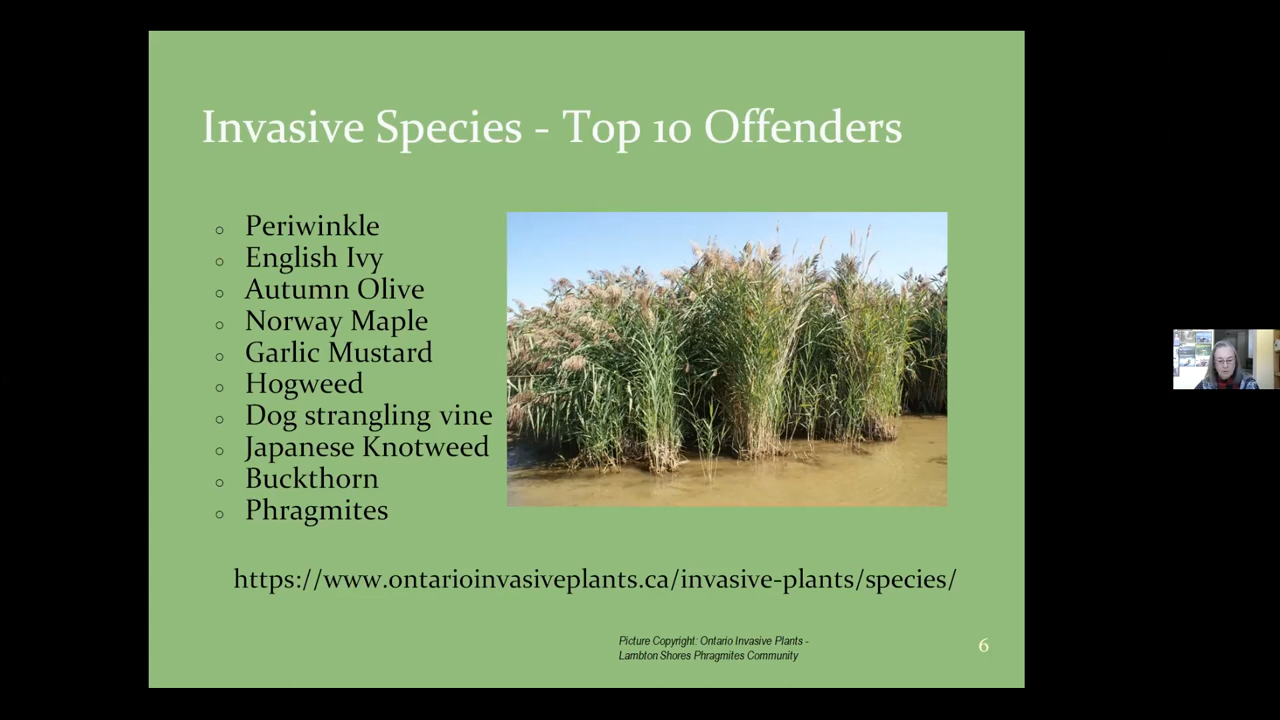 Invasive Species - Top 10 Offenders
Periwinkle
English Ivy
Autumn Olive
Norway Maple
Garlic Mustard
Hogweed
Dog strangling vine
Japanese Knotweed
Buckthorn
Phragmites
https://www.ontarioinvasiveplants.ca/invasive-plants/species/
Picture Copyright: Ontario Invasive Plants -
Lambton Shores Phragmites Community
6